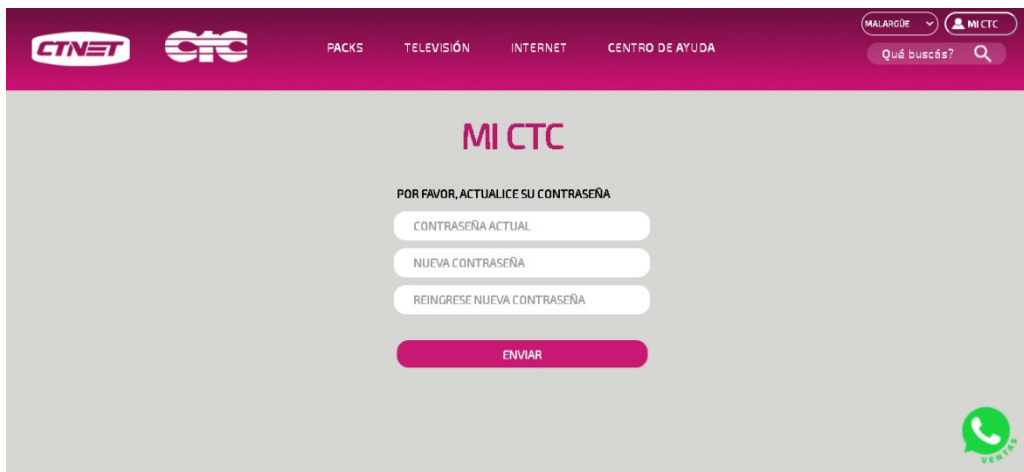 CTNET
CTC
PACKS
TELEVISIÓN
INTERNET
CENTRO DE AYUDA
MALARGÜE
MI CTC
Qué buscás?
MI CTC
POR FAVOR, ACTUALICE SU CONTRASEÑA
CONTRASEÑA ACTUAL
NUEVA CONTRASEÑA
REINGRESE NUEVA CONTRASEÑA
ENVIAR
VENTAS